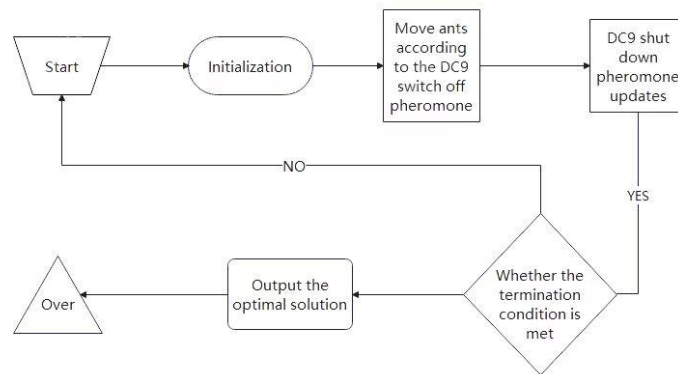 Start
Initialization
Move ants
according
to the DC9
switch off
pheromone
DC9 shut
down
pheromone
updates
NO
YES
Over
Output the
optimal solution
Whether the
termination
condition is
met